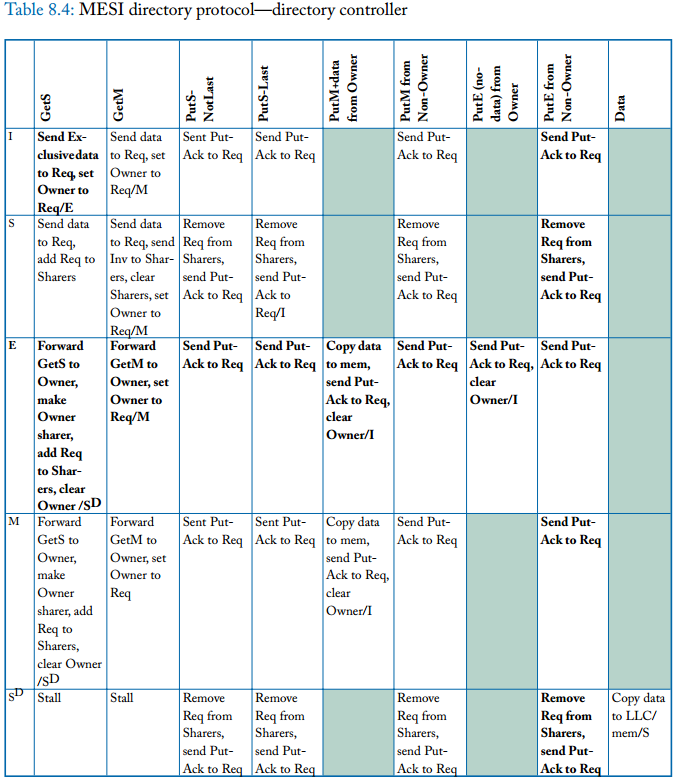 Table 8.4: MESI directory protocol—directory controller
GetS
GetM
PutS-
NotLast
PutS-Last
PutM+data
from Owner
PutM from
Non-Owner
PutE (no-
data) from
Owner
PutE from
Non-Owner
Data
I
Send Ex-
clusivedata
to Req, set
Owner to
Req/E
Send data
to Req, set
Owner to
Req/M
Sent Put-
Ack to Req
Send Put-
Ack to Req
Send Put-
Ack to Req
Send Put-
Ack to Req
S
Send data
to Req,
add Req to
Sharers
Send data
to Req, send
Inv to Shar-
ers, clear
Sharers, set
Owner to
Req/M
Remove
Req from
Sharers,
send Put-
Ack to Req
Remove
Req from
Sharers,
send Put-
Ack to
Req/I
Remove
Req from
Sharers,
send Put-
Ack to Req
Remove
Req from
Sharers,
send Put-
Ack to Req
E
Forward
GetS to
Owner,
make
Owner
sharer,
add Req
to Shar-
ers, clear
Owner /SD
Forward
GetM to
Owner, set
Owner to
Req/M
Send Put-
Ack to Req
Send Put-
Ack to Req
Copy data
to mem,
send Put-
Ack to Req,
clear
Owner/I
Send Put-
Ack to Req
Send Put-
Ack to Req,
clear
Owner/I
Send Put-
Ack to Req
M
Forward
GetS to
Owner,
make
Owner
sharer, add
Req to
Sharers,
clear Owner
/SD
Forward
GetM to
Owner, set
Owner to
Req
Sent Put-
Ack to Req
Sent Put-
Ack to Req
Copy data
to mem,
send Put-
Ack to Req,
clear
Owner/I
Send Put-
Ack to Req
Send Put-
Ack to Req
SD
Stall
Stall
Remove
Req from
Sharers,
send Put-
Ack to Req
Remove
Req from
Sharers,
send Put-
Ack to Req
Remove
Req from
Sharers,
send Put-
Ack to Req
Remove
Req from
Sharers,
send Put-
Ack to Req
Copy data
to LLC/
mem/S